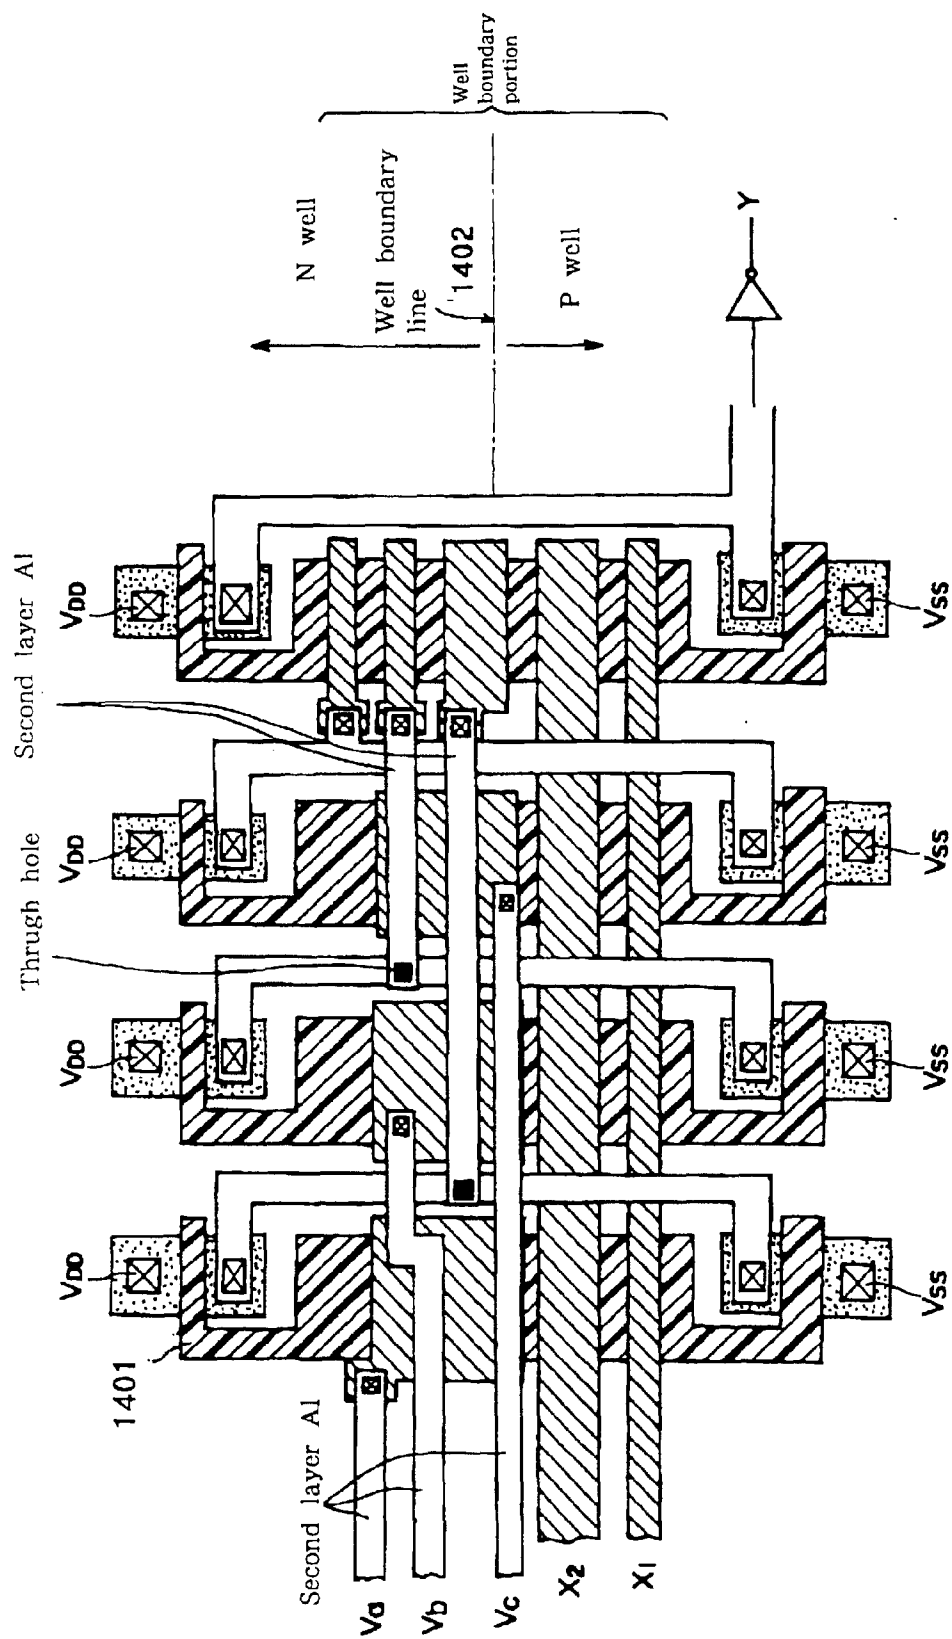 Thrugh hole
Second layer Al
VDD
VDD
VDD
VDD
1401
Second layer Al
N well
Well boundary
line
1402
Well
boundary
portion
P well
Va
Vb
Vc
X2
X1
Y
VSS
VSS
VSS
VSS